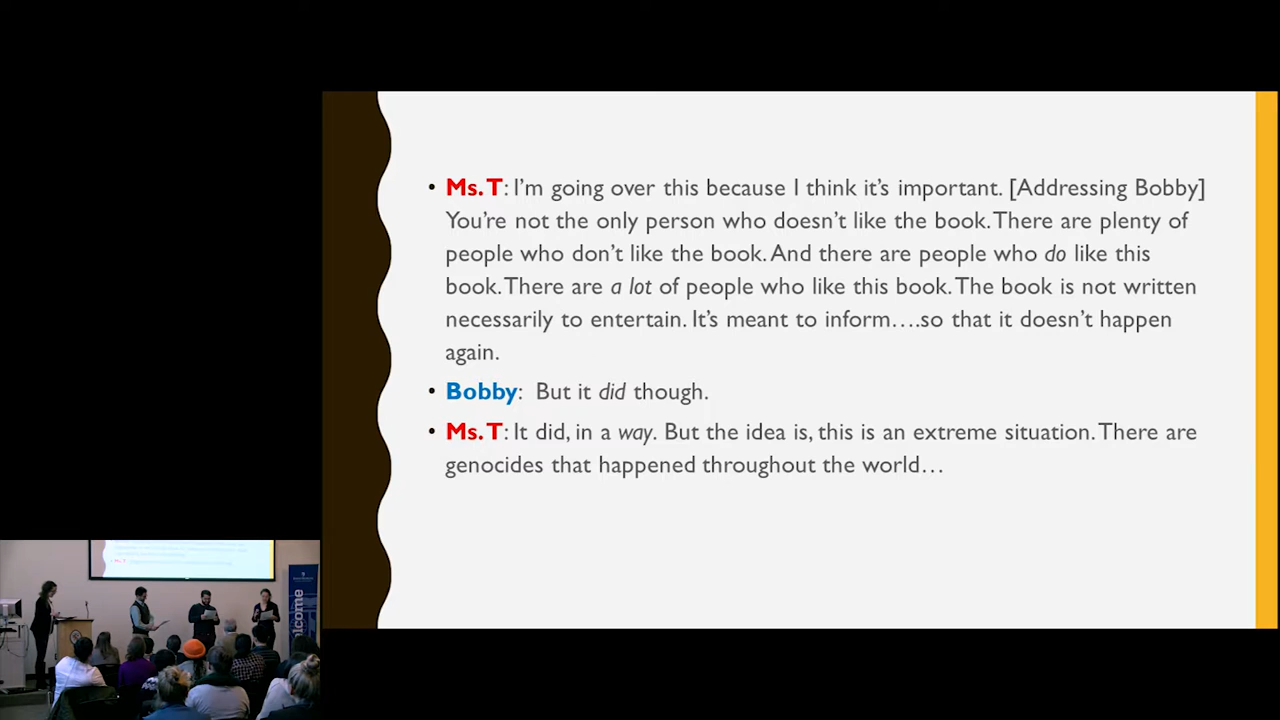 • Ms. T: I'm going over this because I think it's important. [Addressing Bobby]
You're not the only person who doesn't like the book. There are plenty of
people who don't like the book. And there are people who do like this
book. There are a lot of people who like this book. The book is not written
necessarily to entertain. It's meant to inform….so that it doesn't happen
again.
• Bobby: But it did though.
• Ms. T: It did, in a way. But the idea is, this is an extreme situation. There are
genocides that happened throughout the world…